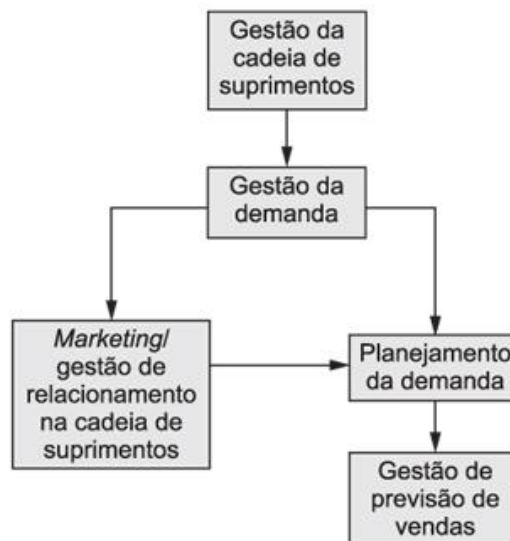 Gestão da
cadeia de
suprimentos
Gestão da
demanda
Marketing/
gestão de
relacionamento
na cadeia de
suprimentos
Planejamento
da demanda
Gestão de
previsão de
vendas